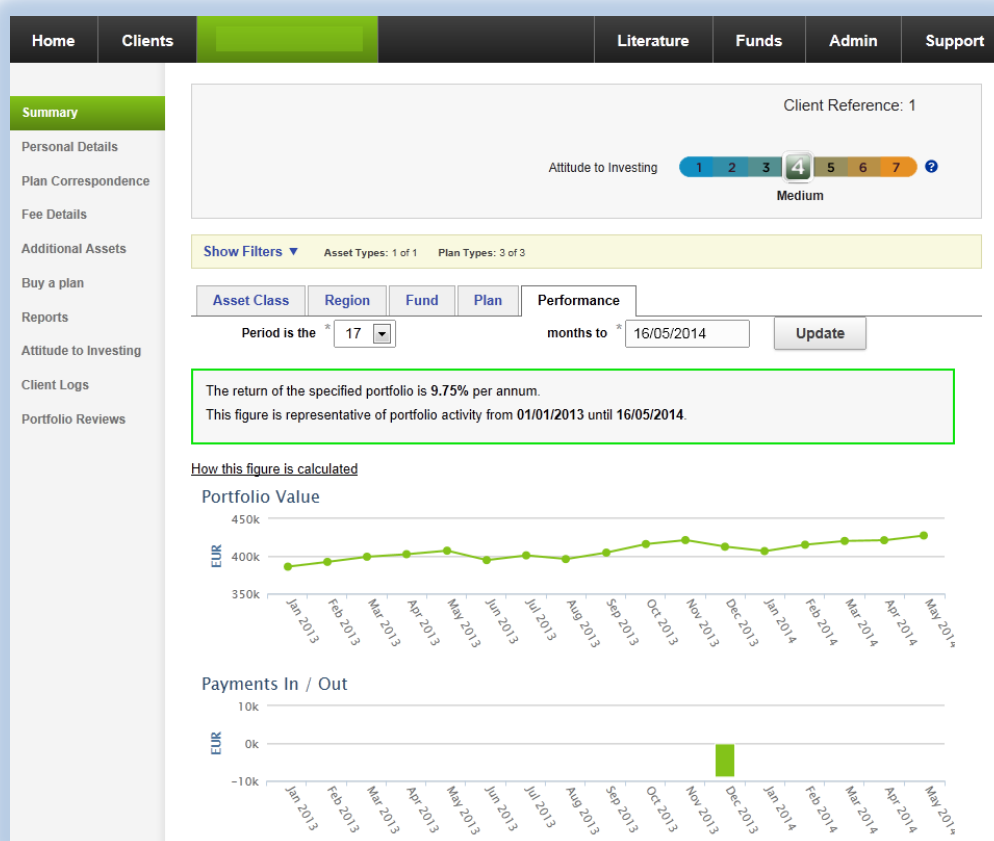 Home Clients Literature Funds Admin Support
Summary
Personal Details
Plan Correspondence
Fee Details
Additional Assets
Buy a plan
Reports
Attitude to Investing
Client Logs
Portfolio Reviews
Client Reference: 1
Attitude to Investing 1 2 3 4 5 6 7 ?
Medium
Show Filters ▼ Asset Types: 1 of 1 Plan Types: 3 of 3
Asset Class Region Fund Plan Performance
Period is the * 17 months to * 16/05/2014 Update
The return of the specified portfolio is 9.75% per annum.
This figure is representative of portfolio activity from 01/01/2013 until 16/05/2014.
How this figure is calculated
Portfolio Value
450k
400k
350k
EUR
Jan 2013 Feb 2013 Mar 2013 Apr 2013 May 2013 Jun 2013 Jul 2013 Aug 2013 Sep 2013 Oct 2013 Nov 2013 Dec 2013 Jan 2014 Feb 2014 Mar 2014 Apr 2014 May 2014
Payments In / Out
10k
0k
-10k
EUR
Jan 2013 Feb 2013 Mar 2013 Apr 2013 May 2013 Jun 2013 Jul 2013 Aug 2013 Sep 2013 Oct 2013 Nov 2013 Dec 2013 Jan 2014 Feb 2014 Mar 2014 Apr 2014 May 2014